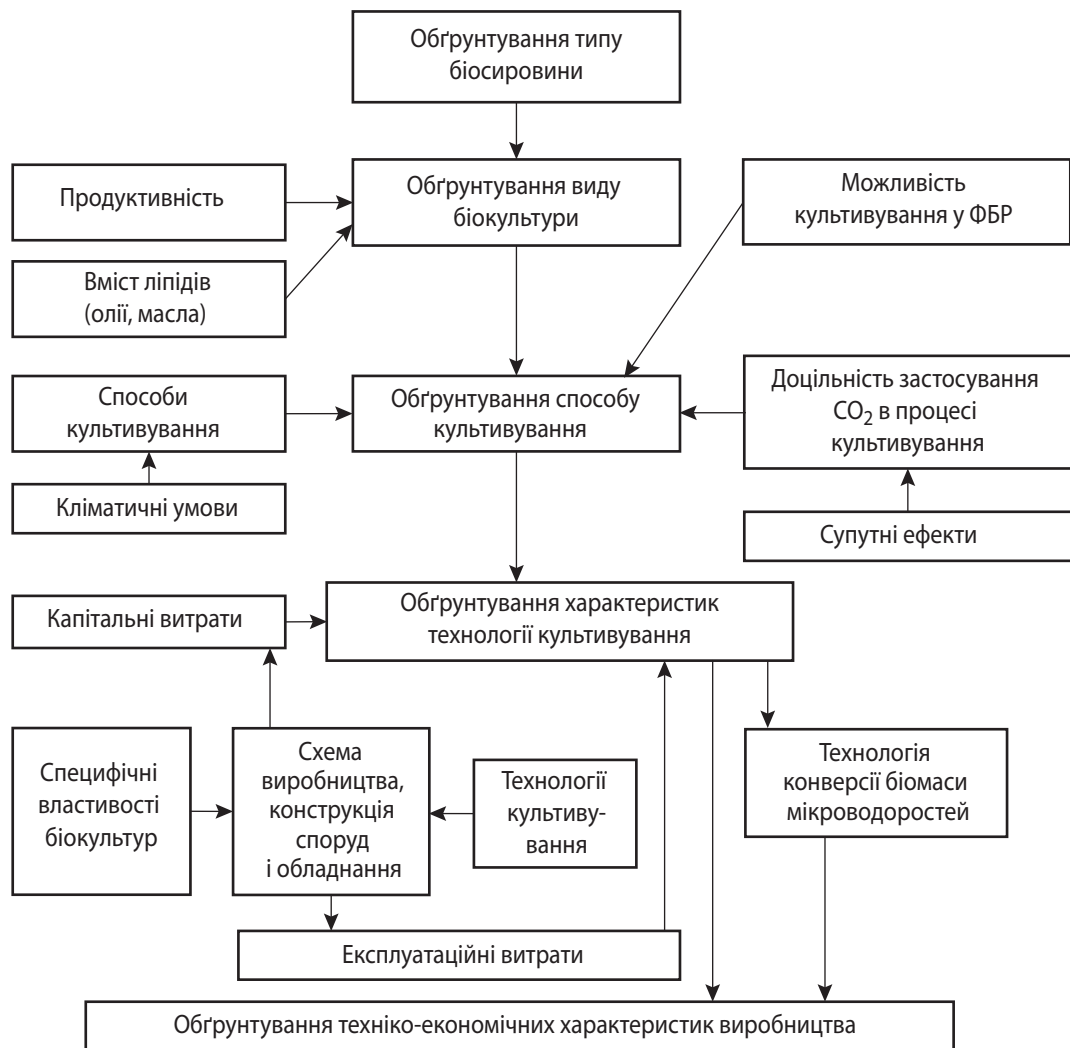 Обґрунтування типу
біосировини
Продуктивність
Обґрунтування виду
біокультури
Можливість
культивування у ФБР
Вміст ліпідів
(олії, масла)
Способи
культивування
Обґрунтування способу
культивування
Доцільність застосування
CO₂ в процесі
культивування
Кліматичні умови
Супутні ефекти
Капітальні витрати
Обґрунтування характеристик
технології культивування
Специфічні
властивості
біокультур
Схема
виробництва,
конструкція
споруд
і обладнання
Технології
культиву-
вання
Технологія
конверсії біомаси
мікроводоростей
Експлуатаційні витрати
Обґрунтування техніко-економічних характеристик виробництва